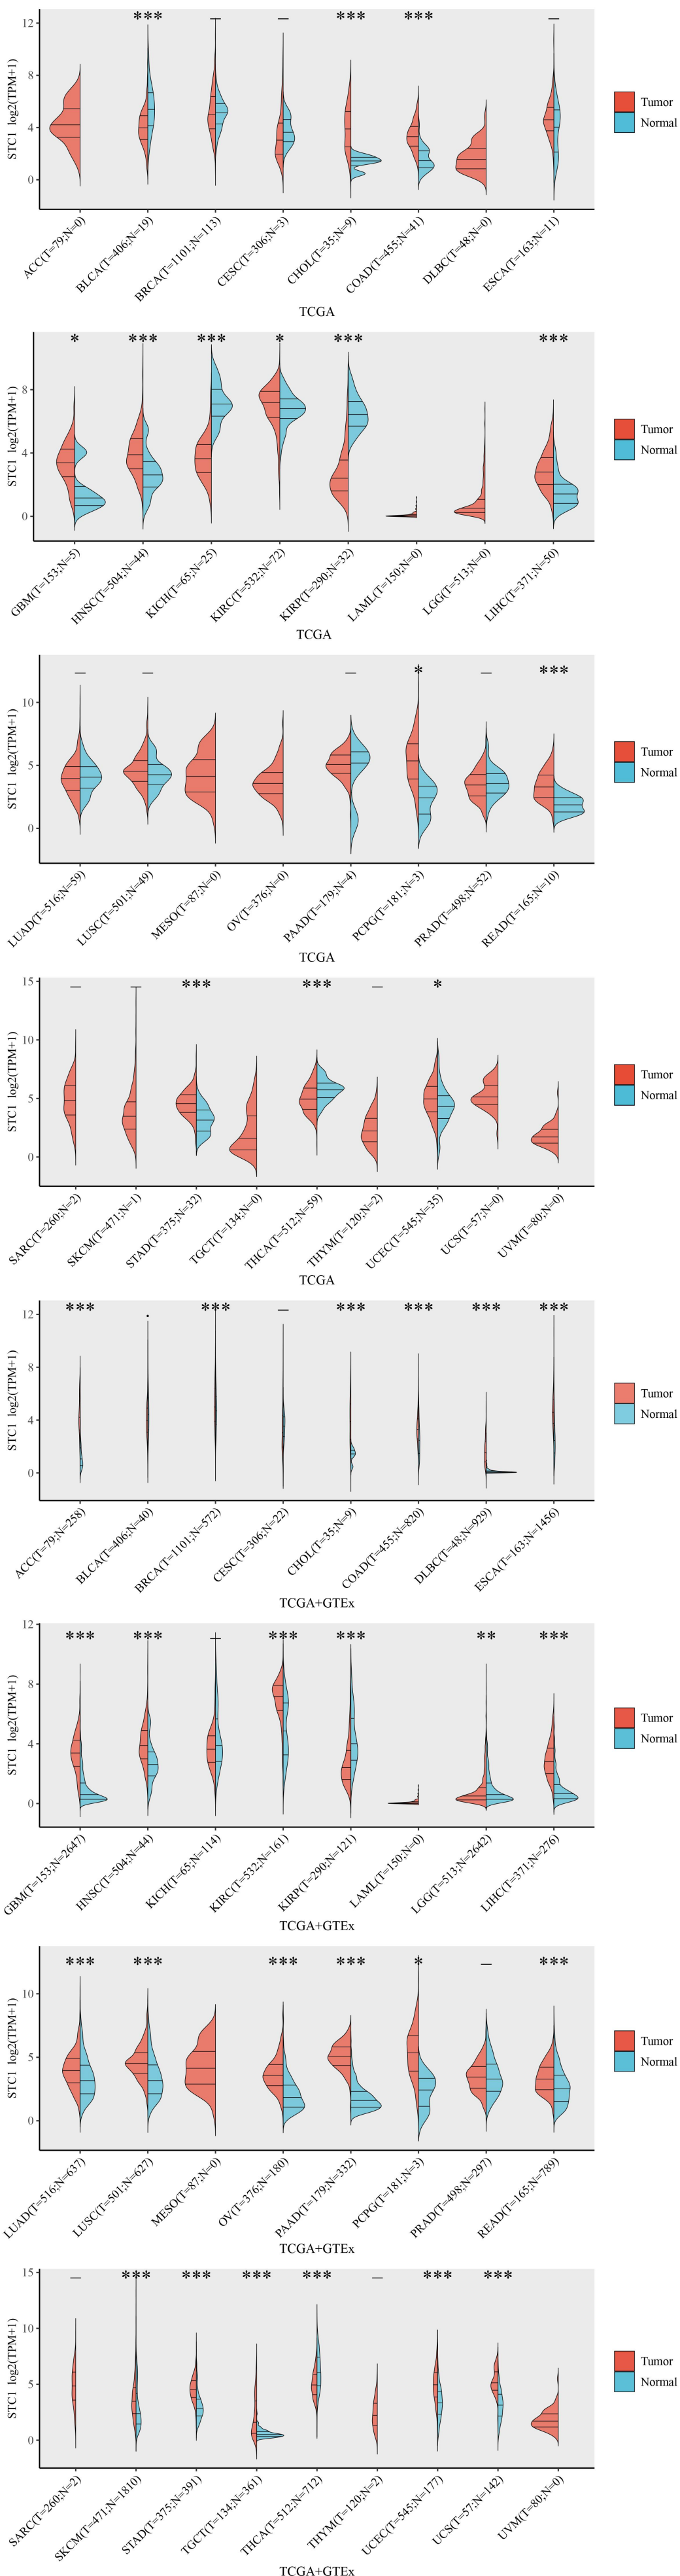 *** — — *** *** —
12
8
4
0
STC1 log2(TPM+1)
Tumor
Normal
ACC(T=79;N=0)
BLCA(T=406;N=19)
BRCA(T=1101;N=113)
CESC(T=306;N=3)
CHOL(T=35;N=9)
COAD(T=455;N=41)
DLBC(T=48;N=0)
ESCA(T=163;N=11)
TCGA
* *** *** * *** ***
8
4
0
STC1 log2(TPM+1)
Tumor
Normal
GBM(T=153;N=5)
HNSC(T=504;N=44)
KICH(T=65;N=25)
KIRC(T=532;N=72)
KIRP(T=290;N=32)
LAML(T=150;N=0)
LGG(T=513;N=0)
LIHC(T=371;N=50)
TCGA
— — — * — ***
10
5
0
STC1 log2(TPM+1)
Tumor
Normal
LUAD(T=516;N=59)
LUSC(T=501;N=49)
MESO(T=87;N=0)
OV(T=376;N=0)
PAAD(T=179;N=4)
PCPG(T=181;N=3)
PRAD(T=498;N=52)
READ(T=165;N=10)
TCGA
— — *** *** — *
15
10
5
0
STC1 log2(TPM+1)
Tumor
Normal
SARC(T=260;N=2)
SKCM(T=471;N=1)
STAD(T=375;N=32)
TGCT(T=134;N=0)
THCA(T=512;N=59)
THYM(T=120;N=2)
UCEC(T=545;N=35)
UCS(T=57;N=0)
UVM(T=80;N=0)
TCGA
*** *** — *** *** *** ***
12
8
4
0
STC1 log2(TPM+1)
Tumor
Normal
ACC(T=79;N=258)
BLCA(T=406;N=40)
BRCA(T=1101;N=572)
CESC(T=306;N=22)
CHOL(T=35;N=9)
COAD(T=455;N=820)
DLBC(T=48;N=929)
ESCA(T=163;N=1456)
TCGA+GTEx
*** *** — *** *** ** ***
12
8
4
0
STC1 log2(TPM+1)
Tumor
Normal
GBM(T=153;N=2647)
HNSC(T=504;N=44)
KICH(T=65;N=114)
KIRC(T=532;N=161)
KIRP(T=290;N=121)
LAML(T=150;N=0)
LGG(T=513;N=2642)
LIHC(T=371;N=276)
TCGA+GTEx
*** *** *** *** * — ***
10
5
0
STC1 log2(TPM+1)
Tumor
Normal
LUAD(T=516;N=637)
LUSC(T=501;N=627)
MESO(T=87;N=0)
OV(T=376;N=180)
PAAD(T=179;N=332)
PCPG(T=181;N=3)
PRAD(T=498;N=297)
READ(T=165;N=789)
TCGA+GTEx
— *** *** *** *** — *** ***
15
10
5
0
STC1 log2(TPM+1)
Tumor
Normal
SARC(T=260;N=2)
SKCM(T=471;N=1810)
STAD(T=375;N=391)
TGCT(T=134;N=361)
THCA(T=512;N=712)
THYM(T=120;N=2)
UCEC(T=545;N=177)
UCS(T=57;N=142)
UVM(T=80;N=0)
TCGA+GTEx